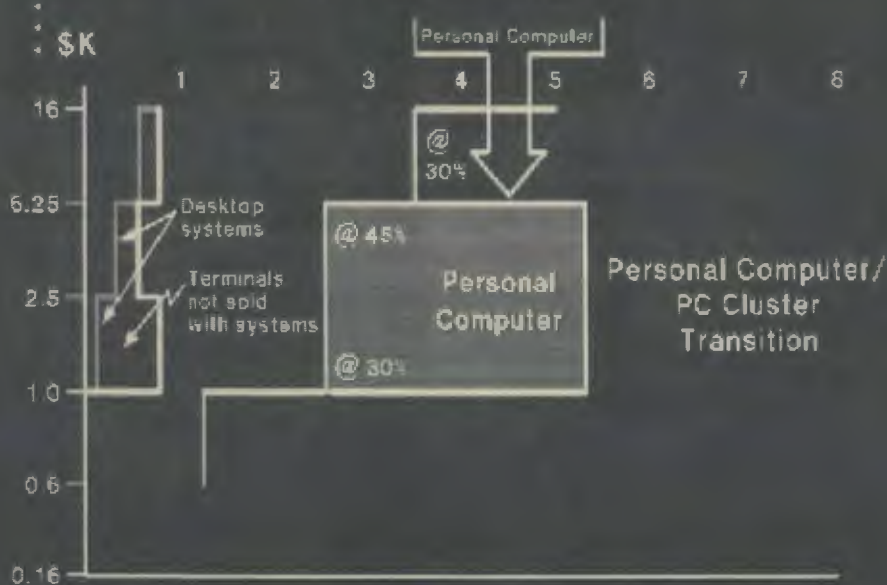 $K
Personal Computer
1 2 3 4 5 6 7 8
16
@
30%
6.25
Desktop
systems
@ 45%
Personal
Computer
Personal Computer/
PC Cluster
Transition
2.5
Terminals
not sold
with systems
@ 30%
1.0
0.6
0.16